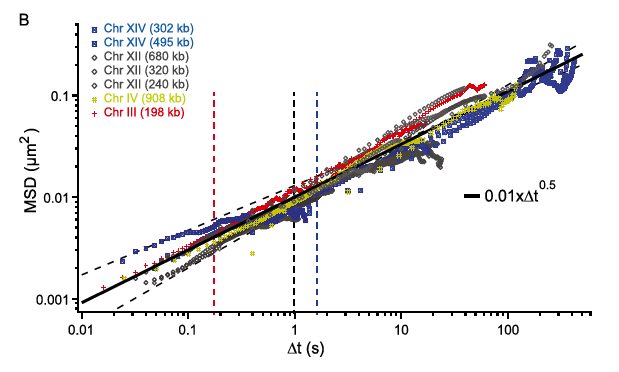 B
Chr XIV (302 kb)
Chr XIV (495 kb)
Chr XII (680 kb)
Chr XII (320 kb)
Chr XII (240 kb)
Chr IV (908 kb)
Chr III (198 kb)
0.1
0.01
0.001
MSD (µm²)
0.01xΔt^0.5
0.01
0.1
1
10
100
Δt (s)